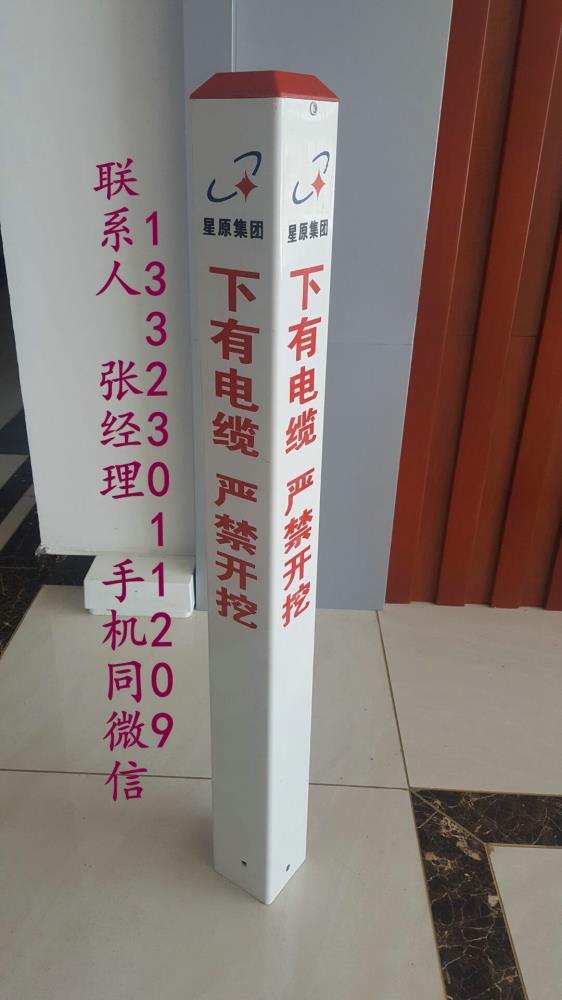 联系人 张经理 手机同微信
13323011209
星原集团
下有电缆 严禁开挖
星原集团
下有电缆 严禁开挖